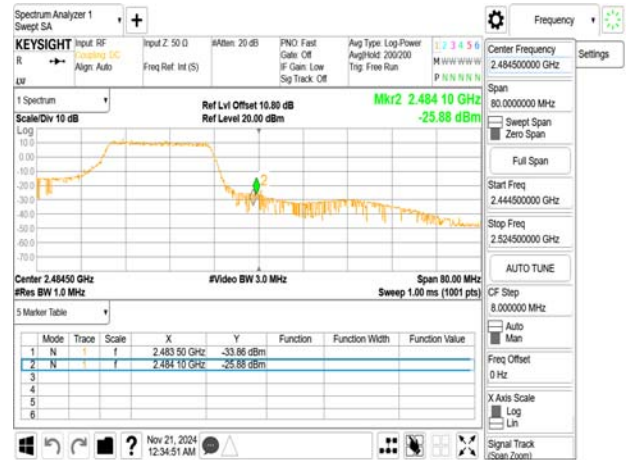 Spectrum Analyzer 1
Swept SA
Frequency
KEYSIGHT
Input: RF
Coupling: DC
Align: Auto
Input Z: 50 Ω
Freq Ref: Int (S)
#Atten: 20 dB
PNO: Fast
Gate: Off
IF Gain: Low
Sig Track: Off
Avg Type: Log-Power
Avg|Hold: 200/200
Trig: Free Run
1 2 3 4 5 6
M W W W W W
P N N N N N
R
LXI
Center Frequency
2.484500000 GHz
Settings
Span
80.0000000 MHz
Swept Span
Zero Span
Full Span
Start Freq
2.444500000 GHz
Stop Freq
2.524500000 GHz
AUTO TUNE
CF Step
8.000000 MHz
Auto
Man
Freq Offset
0 Hz
X Axis Scale
Log
Lin
Signal Track
(Span Zoom)
1 Spectrum
Scale/Div 10 dB
Ref Lvl Offset 10.80 dB
Ref Level 20.00 dBm
Mkr2 2.484 10 GHz
-25.88 dBm
Log
10.0
0.00
-10.0
-20.0
-30.0
-40.0
-50.0
-60.0
-70.0
2
Center 2.48450 GHz
#Res BW 1.0 MHz
#Video BW 3.0 MHz
Span 80.00 MHz
Sweep 1.00 ms (1001 pts)
5 Marker Table
Mode Trace Scale X Y Function Function Width Function Value
1 N 1 f 2.483 50 GHz -33.86 dBm
2 N 1 f 2.484 10 GHz -25.88 dBm
3
4
5
6
?
Nov 21, 2024
12:34:51 AM